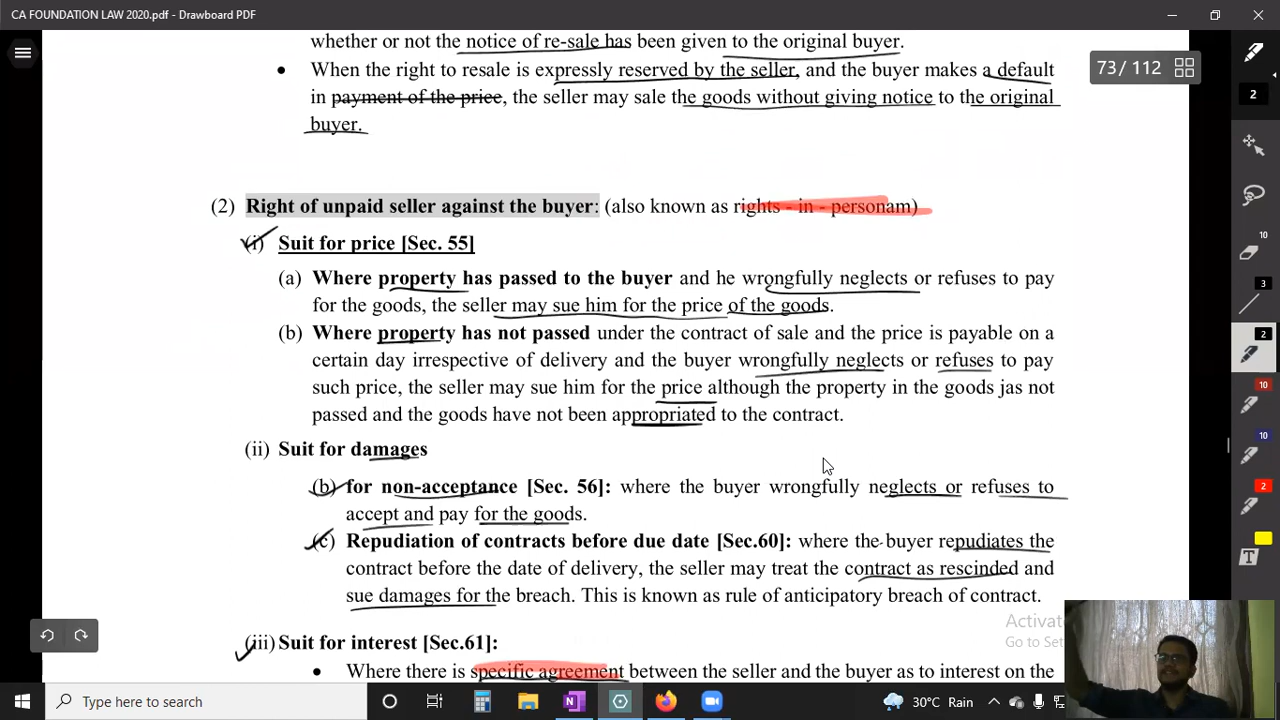 CA FOUNDATION LAW 2020.pdf - Drawboard PDF
whether or not the notice of re-sale has been given to the original buyer.
• When the right to resale is expressly reserved by the seller, and the buyer makes a default
in payment of the price, the seller may sale the goods without giving notice to the original
buyer.
73 / 112
2
(2) Right of unpaid seller against the buyer: (also known as rights - in - personam)
(i) Suit for price [Sec. 55]
(a) Where property has passed to the buyer and he wrongfully neglects or refuses to pay
for the goods, the seller may sue him for the price of the goods.
(b) Where property has not passed under the contract of sale and the price is payable on a
certain day irrespective of delivery and the buyer wrongfully neglects or refuses to pay
such price, the seller may sue him for the price although the property in the goods jas not
passed and the goods have not been appropriated to the contract.
(ii) Suit for damages
(b) for non-acceptance [Sec. 56]: where the buyer wrongfully neglects or refuses to
accept and pay for the goods.
(c) Repudiation of contracts before due date [Sec.60]: where the buyer repudiates the
contract before the date of delivery, the seller may treat the contract as rescinded and
sue damages for the breach. This is known as rule of anticipatory breach of contract.
(iii) Suit for interest [Sec.61]:
• Where there is specific agreement between the seller and the buyer as to interest on the
10
3
2
10
10
2
T
Activat
Go to Set
Type here to search
30°C Rain